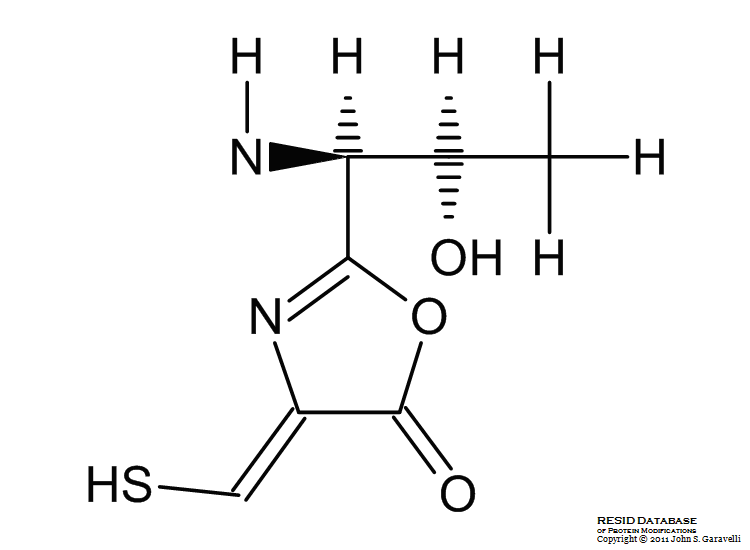 H H H H
N H
OH H
N O
HS O
RESID DATABASE
OF PROTEIN MODIFICATIONS
Copyright © 2011 John S. Garavelli